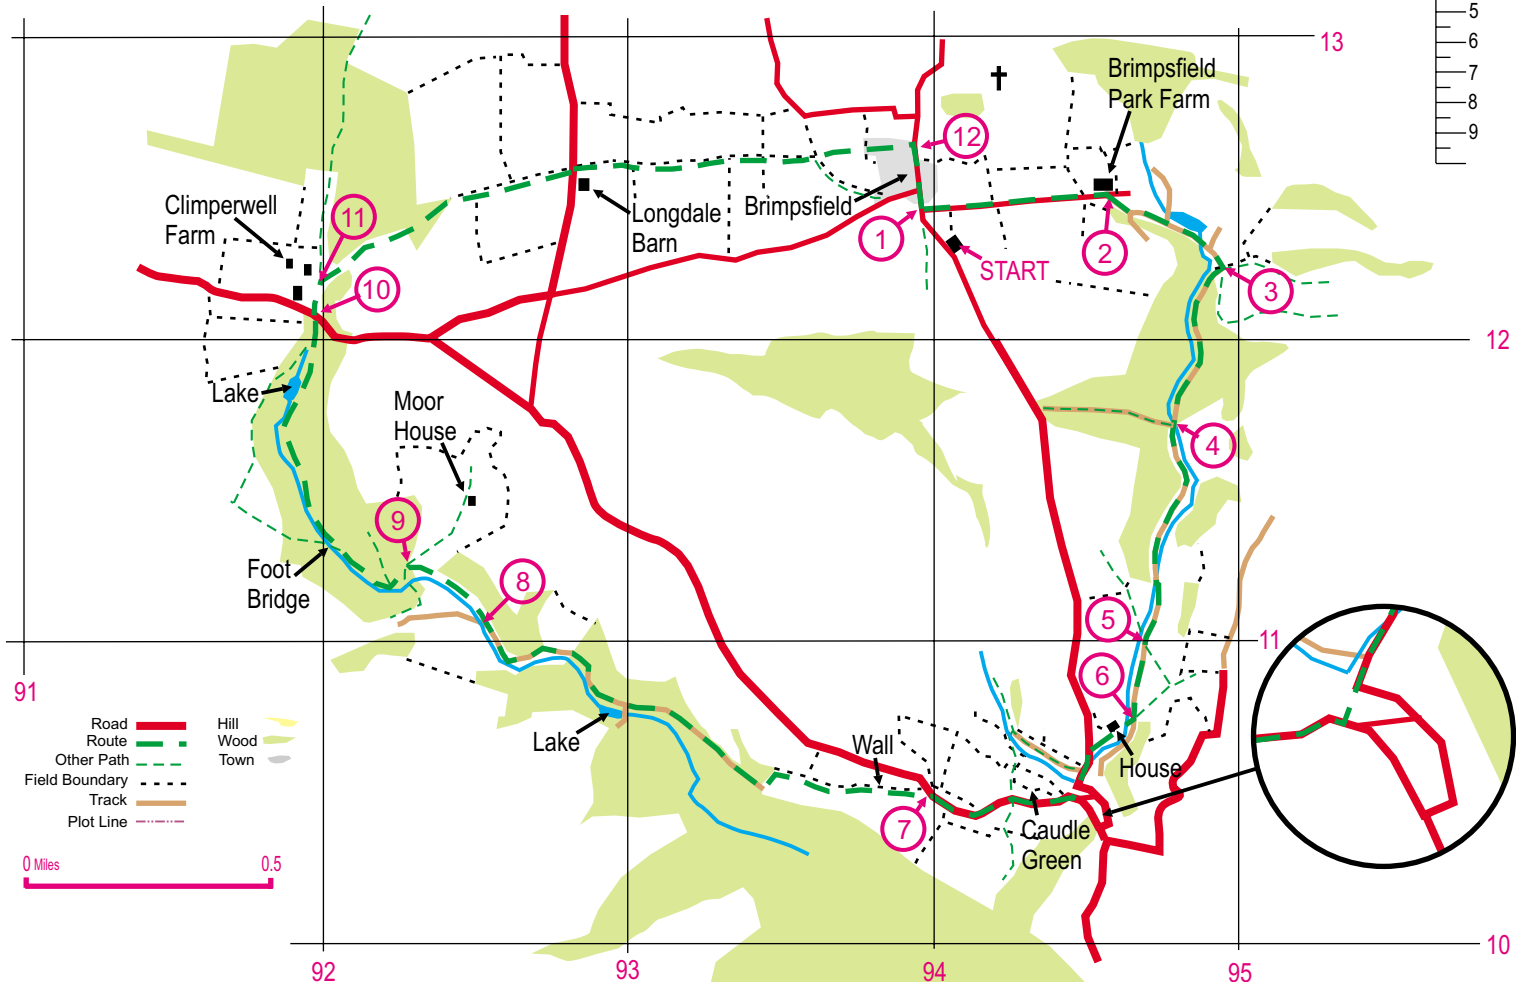 5
6
7
8
9
13
Brimpsfield
Park Farm
12
Climperwell
Farm
11
Longdale
Barn
Brimpsfield
1
START
2
3
10
12
Lake
Moor
House
4
9
Foot
Bridge
8
5
11
6
91
Road
Route
Other Path
Field Boundary
Track
Plot Line
Hill
Wood
Town
Lake
Wall
House
7
Caudle
Green
0 Miles 0.5
10
92
93
94
95